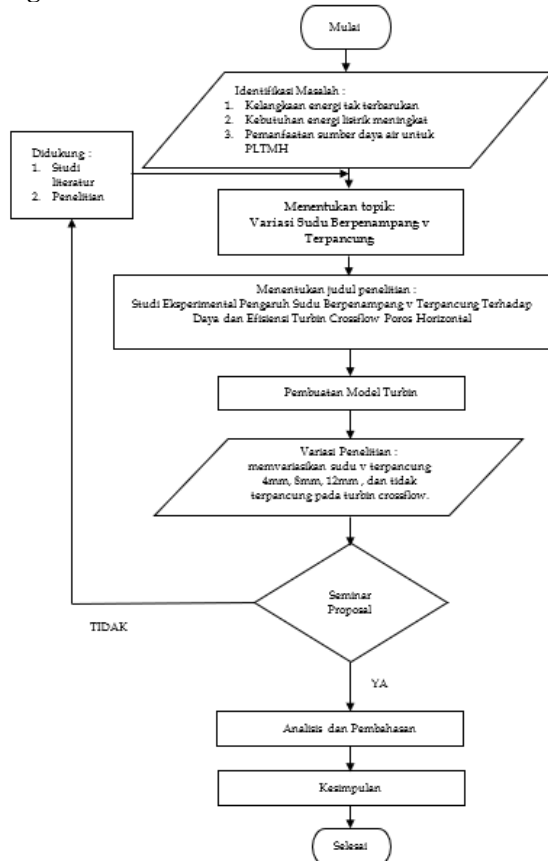 Mulai
Identifikasi Masalah :
1. Kelangkaan energi tak terbarukan
2. Kebutuhan energi listrik meningkat
3. Pemanfaatan sumber daya air untuk
PLTMH
Didukung :
1. Studi
literatur
2. Penelitian
Menentukan topik:
Variasi Sudu Berpenampang v
Terpancung
Menentukan judul penelitian :
Studi Eksperimental Pengaruh Sudu Berpenampang v Terpancung Terhadap
Daya dan Efisiensi Turbin Crossflow Poros Horizontal
Pembuatan Model Turbin
Variasi Penelitian :
memvariasikan sudu v terpancung
4mm, 8mm, 12mm , dan tidak
terpancung pada turbin crossflow.
Seminar
Proposal
TIDAK
YA
Analisis dan Pembahasan
Kesimpulan
Selesai